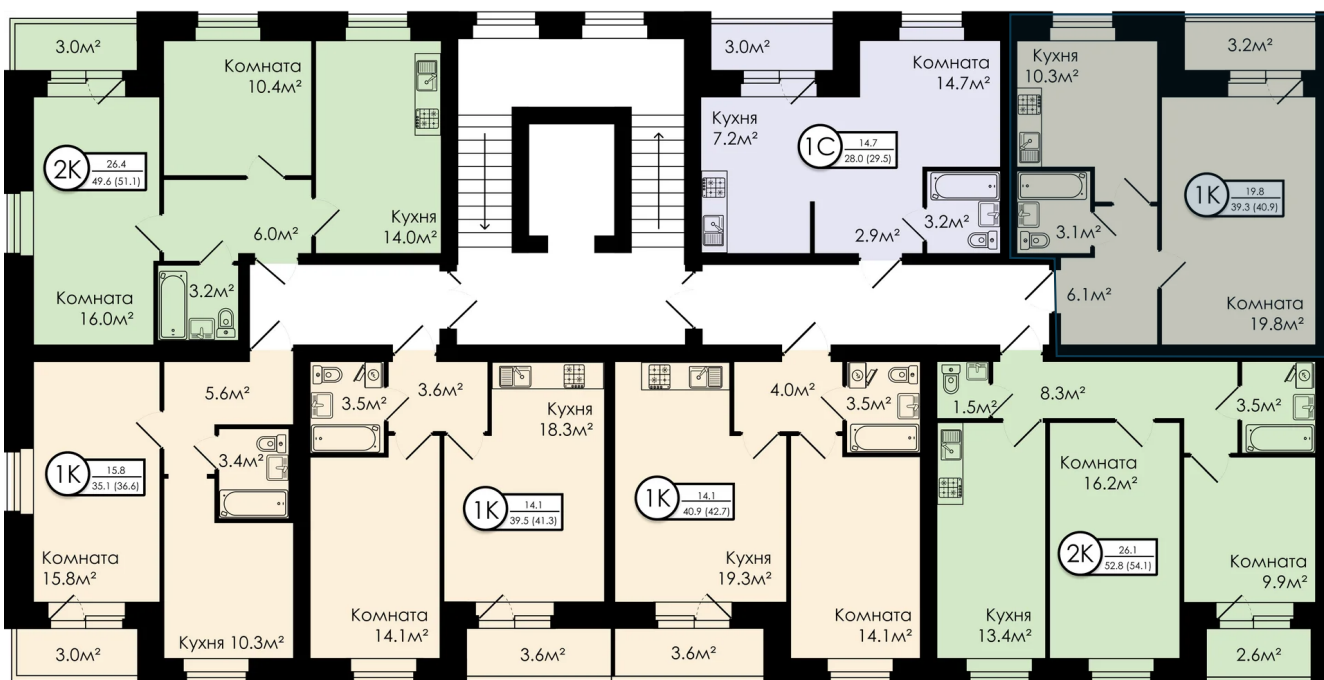 3.0м²
Комната
10.4м²
2К
26.4
49.6 (51.1)
Кухня
14.0м²
6.0м²
3.2м²
Комната
16.0м²
3.0м²
Комната
14.7м²
Кухня
7.2м²
1С
14.7
28.0 (29.5)
3.2м²
2.9м²
Кухня
10.3м²
3.2м²
1К
19.8
39.3 (40.9)
3.1м²
6.1м²
Комната
19.8м²
5.6м²
3.4м²
1К
15.8
35.1 (36.6)
Комната
15.8м²
Кухня 10.3м²
3.0м²
3.5м²
3.6м²
Кухня
18.3м²
1К
14.1
39.5 (41.3)
Комната
14.1м²
3.6м²
4.0м²
3.5м²
1К
14.1
40.9 (42.7)
Кухня
19.3м²
Комната
14.1м²
3.6м²
1.5м²
8.3м²
3.5м²
Комната
16.2м²
2К
26.1
52.8 (54.1)
Комната
9.9м²
Кухня
13.4м²
2.6м²